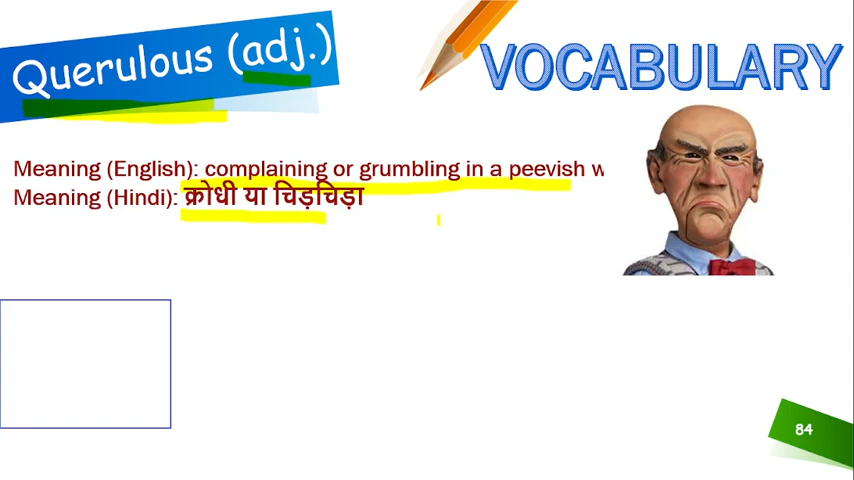 Querulous (adj.)
VOCABULARY
Meaning (English): complaining or grumbling in a peevish
Meaning (Hindi): क्रोधी या चिड़चिड़ा
84